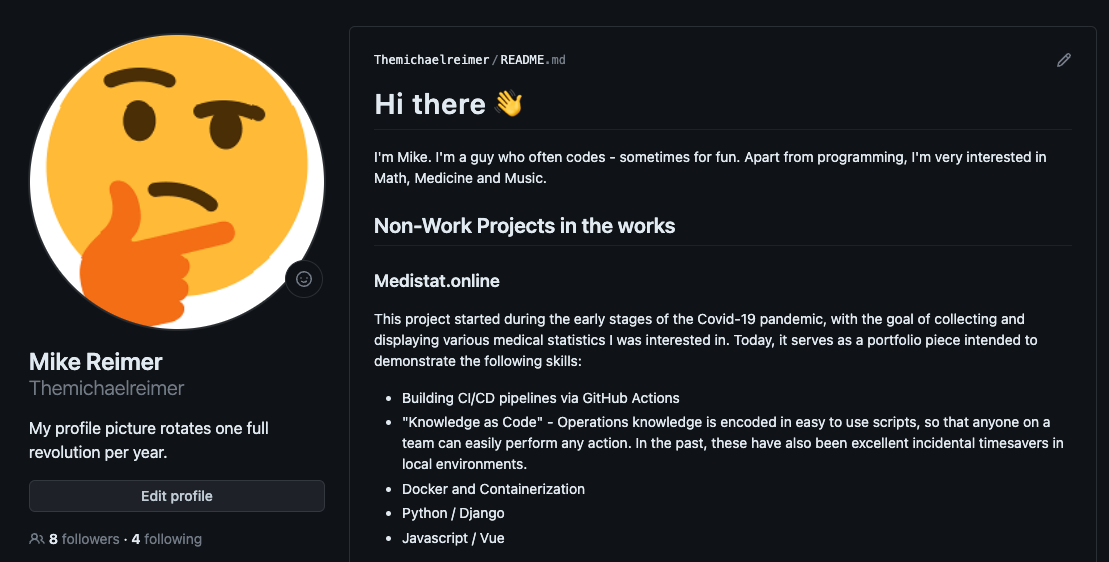 Themichaelreimer/README.md
Hi there 👋
I'm Mike. I'm a guy who often codes - sometimes for fun. Apart from programming, I'm very interested in
Math, Medicine and Music.
Non-Work Projects in the works
Medistat.online
This project started during the early stages of the Covid-19 pandemic, with the goal of collecting and
displaying various medical statistics I was interested in. Today, it serves as a portfolio piece intended to
demonstrate the following skills:
• Building CI/CD pipelines via GitHub Actions
• "Knowledge as Code" - Operations knowledge is encoded in easy to use scripts, so that anyone on a
team can easily perform any action. In the past, these have also been excellent incidental timesavers in
local environments.
• Docker and Containerization
• Python / Django
• Javascript / Vue
Mike Reimer
Themichaelreimer
My profile picture rotates one full
revolution per year.
Edit profile
8 followers · 4 following